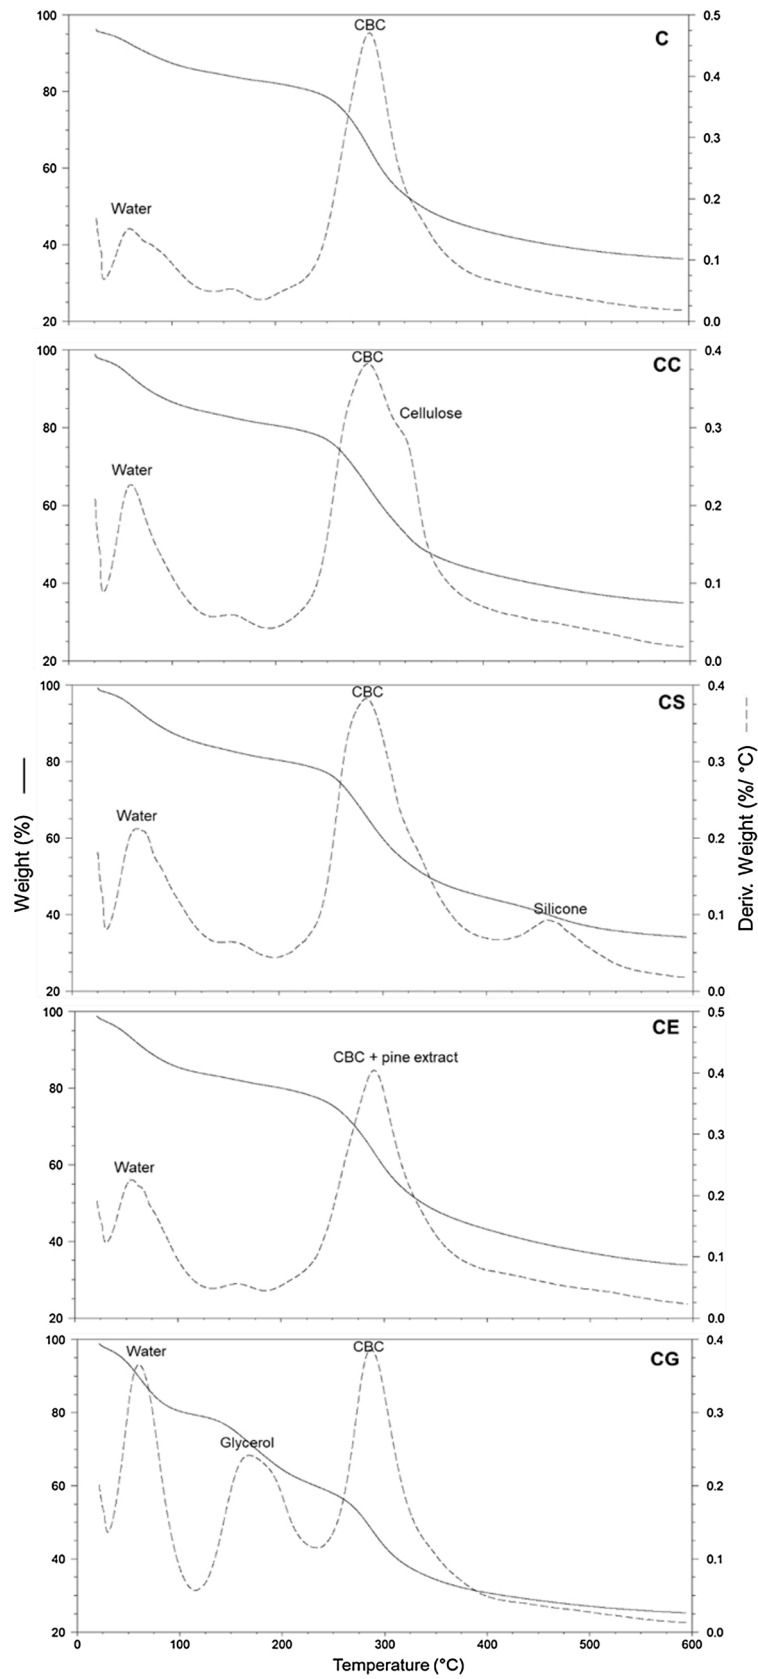 100
0.5
CBC
C
80
0.4
0.3
60
Water
0.2
40
0.1
20
0.0
100
0.4
CBC
CC
Cellulose
80
0.3
Water
60
0.2
40
0.1
20
0.0
100
0.4
CBC
CS
80
0.3
Water
60
0.2
Silicone
40
0.1
20
0.0
Weight (%)
Deriv. Weight (%/ °C)
100
0.5
CE
CBC + pine extract
80
0.4
0.3
Water
60
0.2
40
0.1
20
0.0
100
0.4
Water
CBC
CG
80
0.3
Glycerol
60
0.2
40
0.1
20
0.0
0 100 200 300 400 500 600
Temperature (°C)